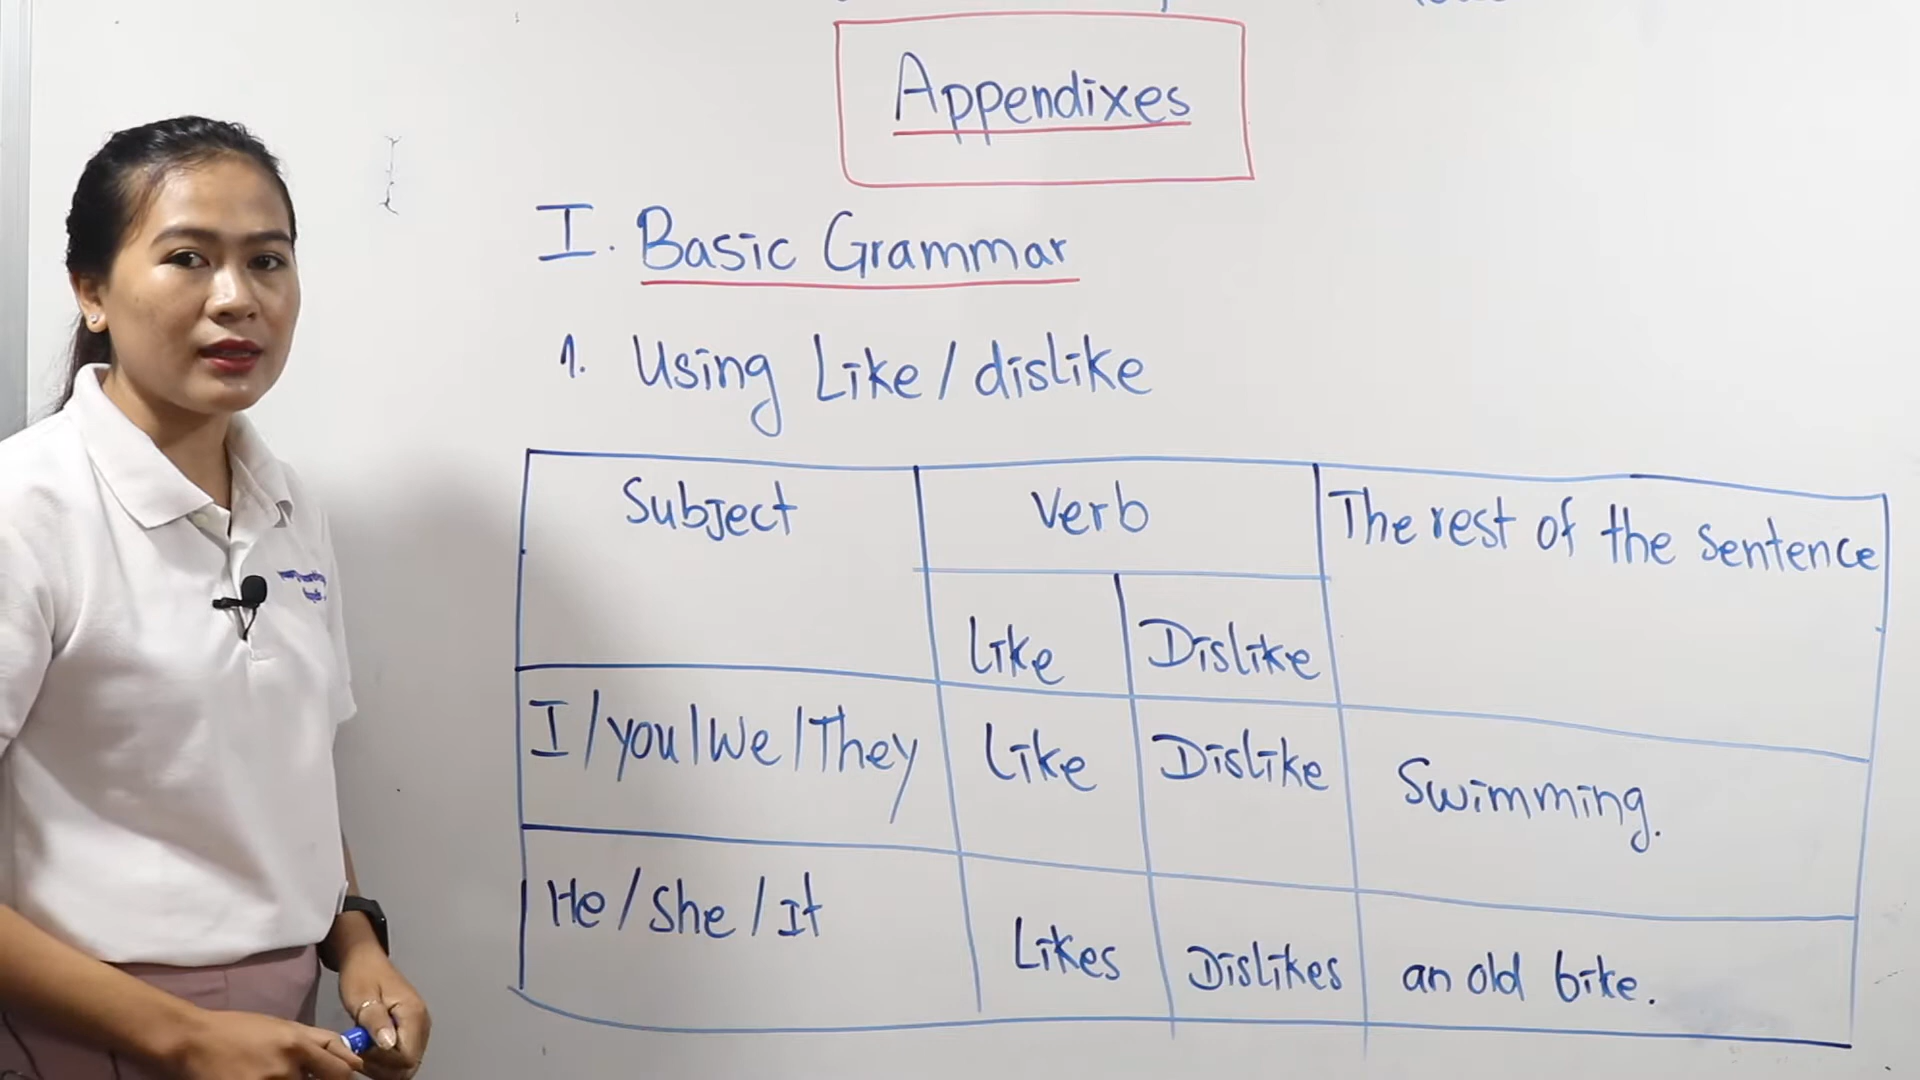 Appendixes
I. Basic Grammar
1. Using Like/dislike
Subject Verb The rest of the sentence
Like Dislike
I/you/We/They Like Dislike Swimming.
He/She/It Likes Dislikes an old bike.